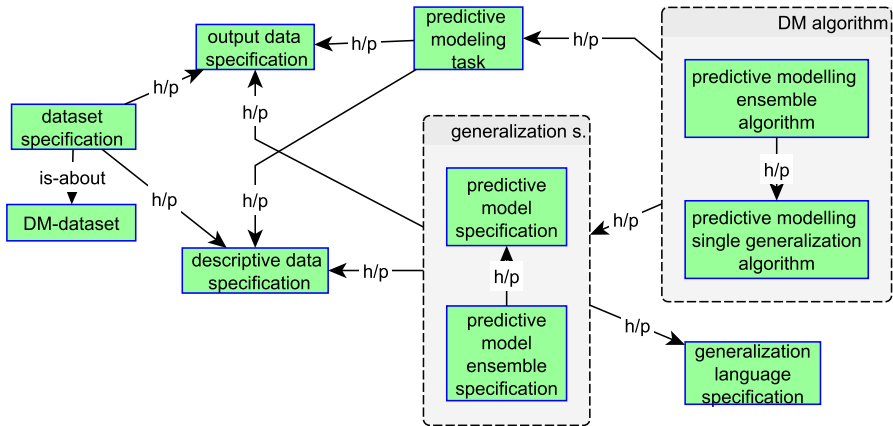 output data
specification
predictive
modeling
task
DM algorithm
h/p
h/p
h/p
predictive modelling
ensemble
algorithm
dataset
specification
h/p
generalization s.
is-about
h/p
h/p
predictive
model
specification
h/p
h/p
DM-dataset
h/p
predictive modelling
single generalization
algorithm
descriptive data
specification
h/p
h/p
predictive
model
ensemble
specification
h/p
generalization
language
specification